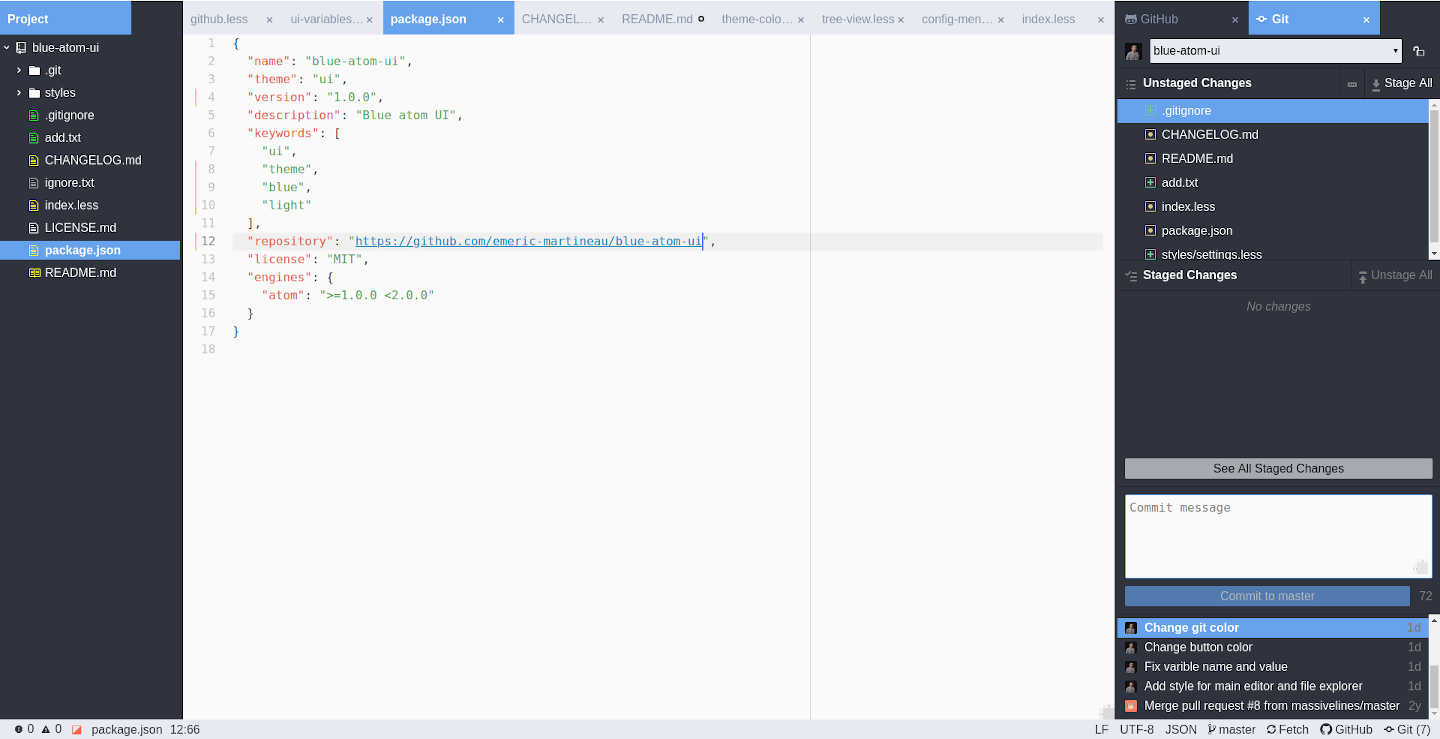 Project
blue-atom-ui
.git
styles
.gitignore
add.txt
CHANGELOG.md
ignore.txt
index.less
LICENSE.md
package.json
README.md
github.less
ui-variables…
package.json
CHANGEL…
README.md
theme-colo…
tree-view.less
config-men…
index.less
1 {
2 "name": "blue-atom-ui",
3 "theme": "ui",
4 "version": "1.0.0",
5 "description": "Blue atom UI",
6 "keywords": [
7 "ui",
8 "theme",
9 "blue",
10 "light"
11 ],
12 "repository": "https://github.com/emeric-martineau/blue-atom-ui",
13 "license": "MIT",
14 "engines": {
15 "atom": ">=1.0.0 <2.0.0"
16 }
17 }
18
GitHub
Git
blue-atom-ui
Unstaged Changes
Stage All
.gitignore
CHANGELOG.md
README.md
add.txt
index.less
package.json
styles/settings.less
Staged Changes
Unstage All
No changes
See All Staged Changes
Commit message
Commit to master 72
Change git color 1d
Change button color 1d
Fix varible name and value 1d
Add style for main editor and file explorer 1d
Merge pull request #8 from massivelines/master 2y
0 0 package.json 12:66
LF UTF-8 JSON master Fetch GitHub Git (7)